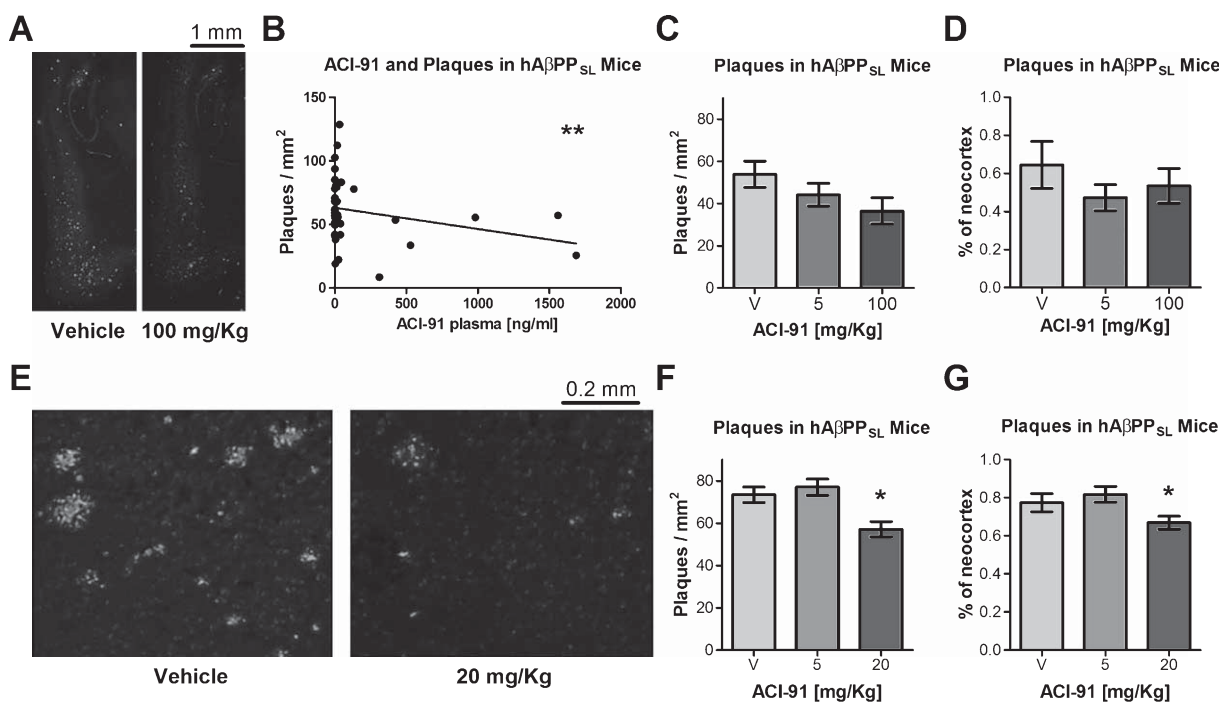 A
1 mm
Vehicle
100 mg/Kg
B
ACI-91 and Plaques in hAβPPSL Mice
150
100
50
0
Plaques / mm2
**
0 500 1000 1500 2000
ACI-91 plasma [ng/ml]
C
Plaques in hAβPPSL Mice
80
60
40
20
0
Plaques / mm2
V 5 100
ACI-91 [mg/Kg]
D
Plaques in hAβPPSL Mice
1.0
0.8
0.6
0.4
0.2
0.0
% of neocortex
V 5 100
ACI-91 [mg/Kg]
E
0.2 mm
Vehicle
20 mg/Kg
F
Plaques in hAβPPSL Mice
80
60
40
20
0
Plaques / mm2
*
V 5 20
ACI-91 [mg/Kg]
G
Plaques in hAβPPSL Mice
1.0
0.8
0.6
0.4
0.2
0.0
% of neocortex
*
V 5 20
ACI-91 [mg/Kg]